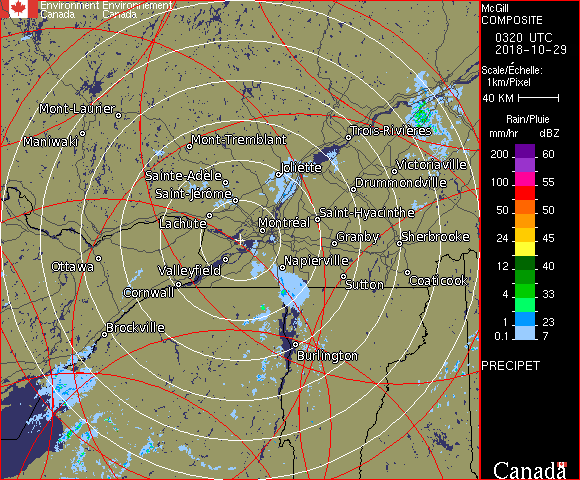 Environment Environnement
Canada Canada
McGill
COMPOSITE
0320 UTC
2018-10-29
Scale/Échelle:
1km/Pixel
40 KM
Rain/Pluie
mm/hr dBZ
200 60
150 57
100 55
50 50
24 45
12 40
4 33
1 23
0.1 7
PRECIPET
Canada
Mont-Laurier
Maniwaki
Mont-Tremblant
Trois-Rivières
Sainte-Adèle
Joliette
Victoriaville
Saint-Jérôme
Drummondville
Lachute
Montréal
Saint-Hyacinthe
Granby
Sherbrooke
Ottawa
Valleyfield
Napierville
Cornwall
Sutton
Coaticook
Brockville
Burlington